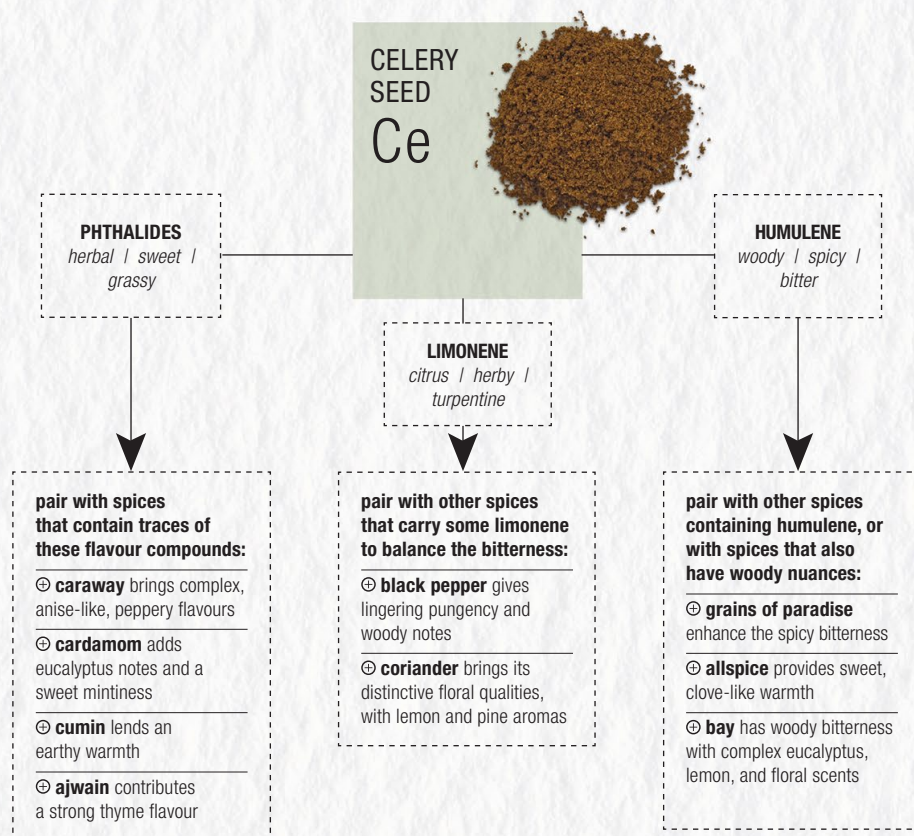 CELERY
SEED
Ce
PHTHALIDES
herbal | sweet |
grassy
HUMULENE
woody | spicy |
bitter
LIMONENE
citrus | herby |
turpentine
pair with spices
that contain traces of
these flavour compounds:
⊕ caraway brings complex,
anise-like, peppery flavours
⊕ cardamom adds
eucalyptus notes and a
sweet mintiness
⊕ cumin lends an
earthy warmth
⊕ ajwain contributes
a strong thyme flavour
pair with other spices
that carry some limonene
to balance the bitterness:
⊕ black pepper gives
lingering pungency and
woody notes
⊕ coriander brings its
distinctive floral qualities,
with lemon and pine aromas
pair with other spices
containing humulene, or
with spices that also
have woody nuances:
⊕ grains of paradise
enhance the spicy bitterness
⊕ allspice provides sweet,
clove-like warmth
⊕ bay has woody bitterness
with complex eucalyptus,
lemon, and floral scents